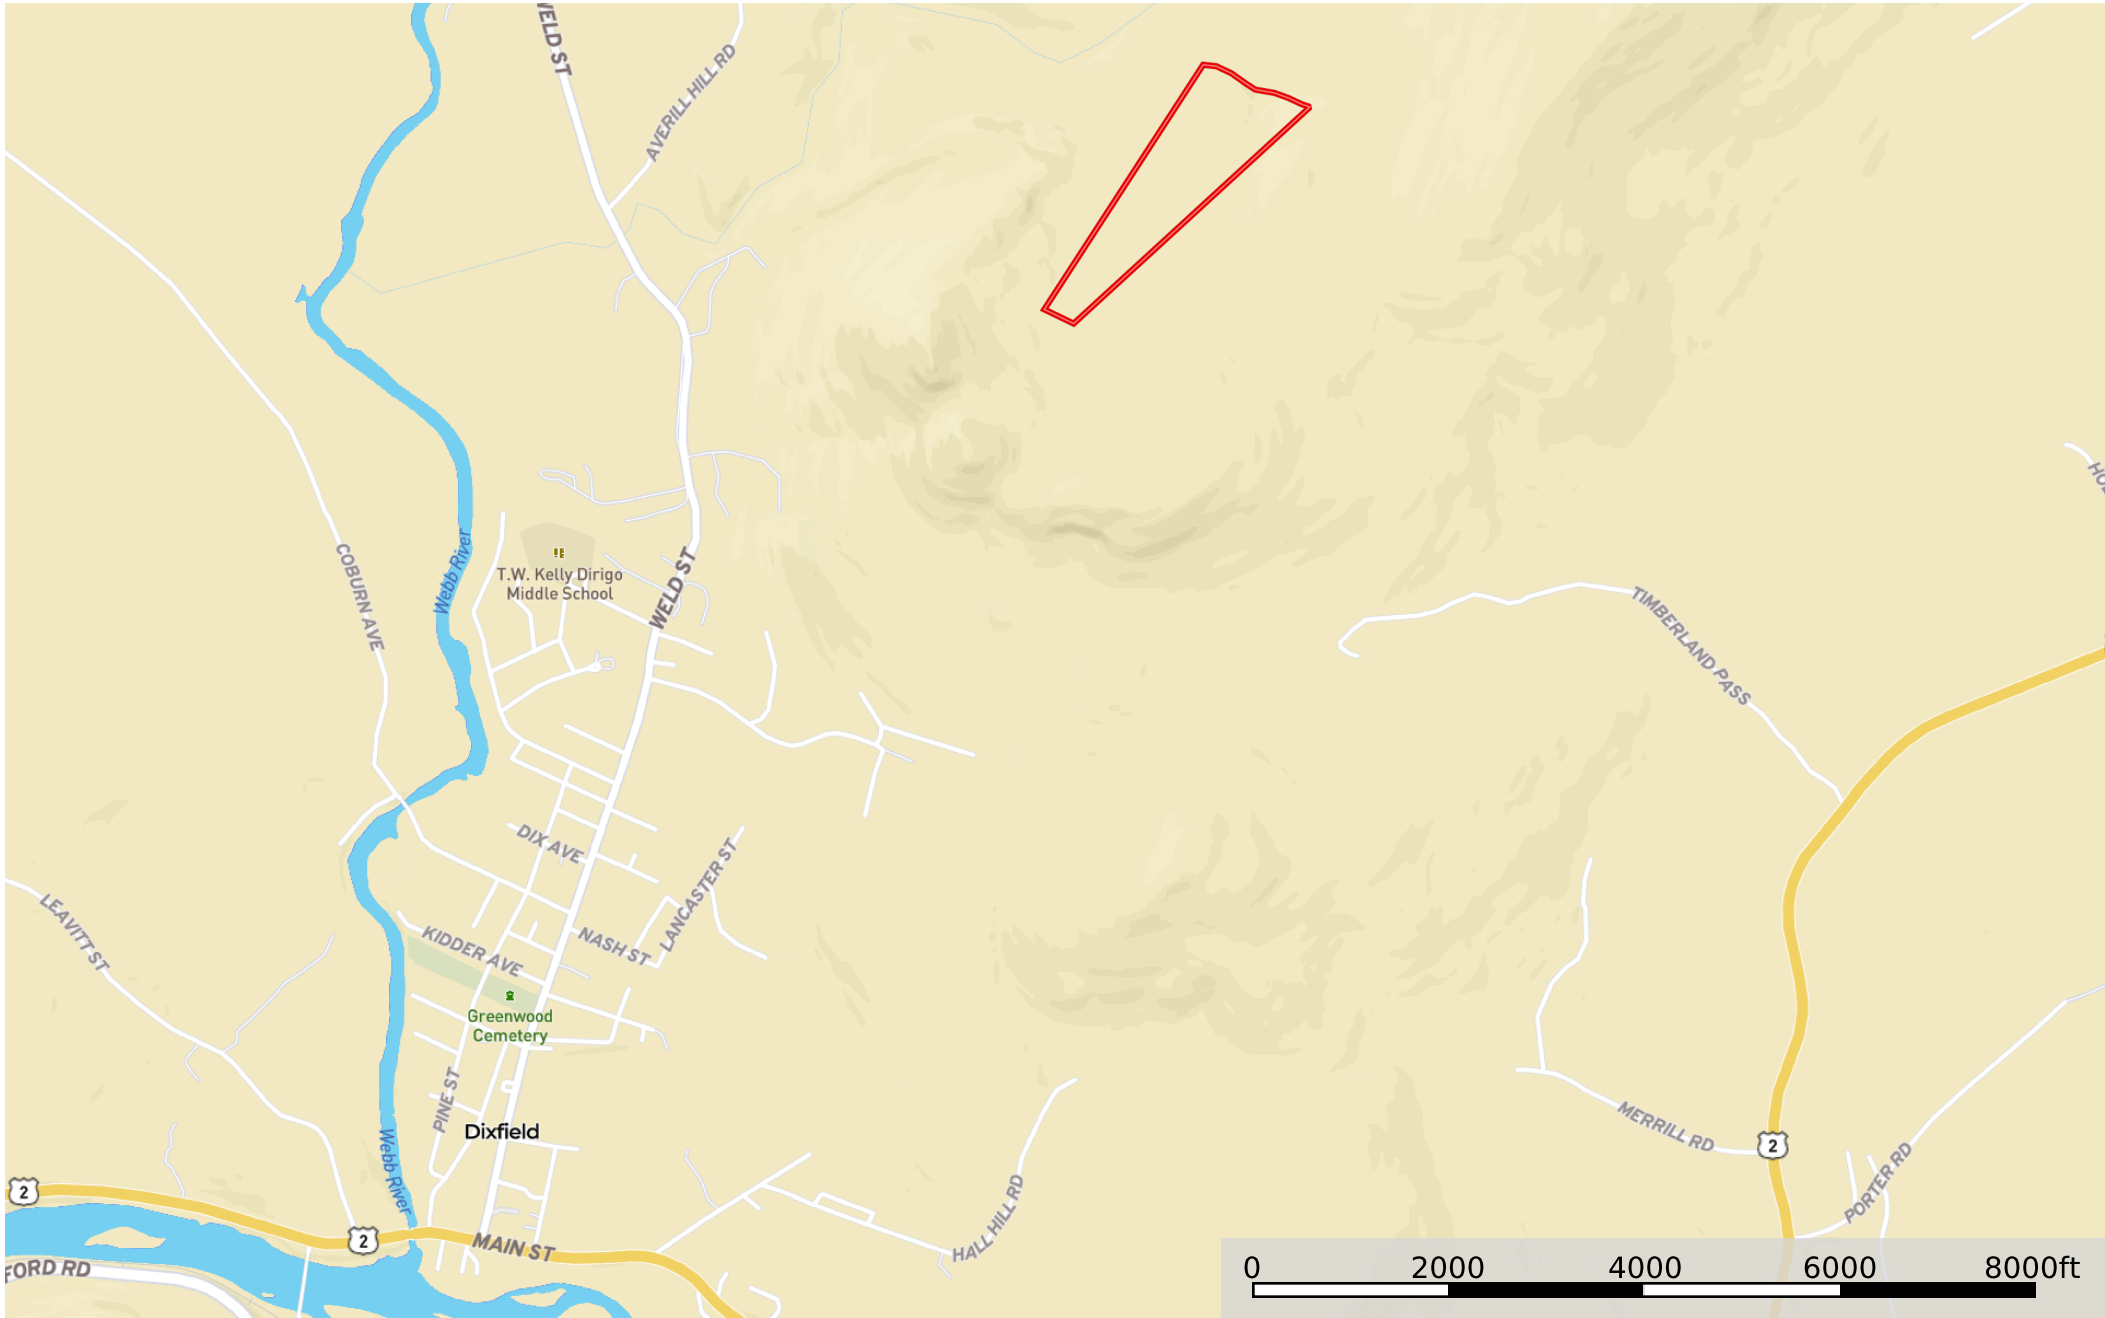 WELD ST
AVERILL HILL RD
COBURN AVE
Webb River
T.W. Kelly Dirigo
Middle School
WELD ST
TIMBERLAND PASS
DIX AVE
LANCASTER ST
NASH ST
KIDDER AVE
LEAVITT ST
Greenwood
Cemetery
PINE ST
Dixfield
Webb River
MERRILL RD
2
PORTER RD
HALL HILL RD
2
2
MAIN ST
FORD RD
0 2000 4000 6000 8000ft